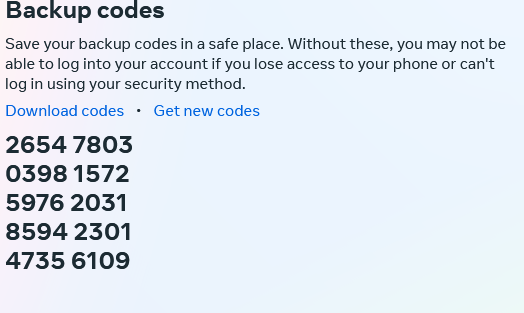 Backup codes
Save your backup codes in a safe place. Without these, you may not be
able to log into your account if you lose access to your phone or can't
log in using your security method.
Download codes • Get new codes
2654 7803
0398 1572
5976 2031
8594 2301
4735 6109